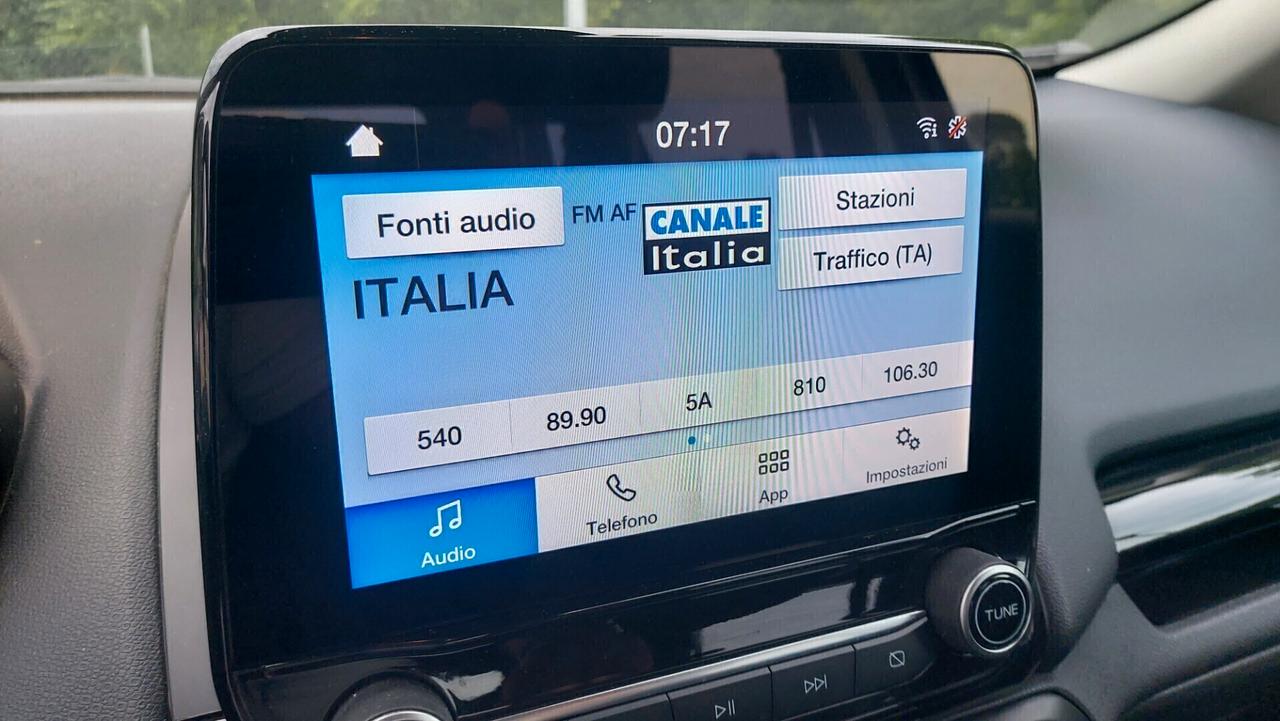 07:17
Fonti audio
FM AF
CANALE
Italia
Stazioni
Traffico (TA)
ITALIA
540
89.90
5A
810
106.30
Audio
Telefono
App
Impostazioni
TUNE